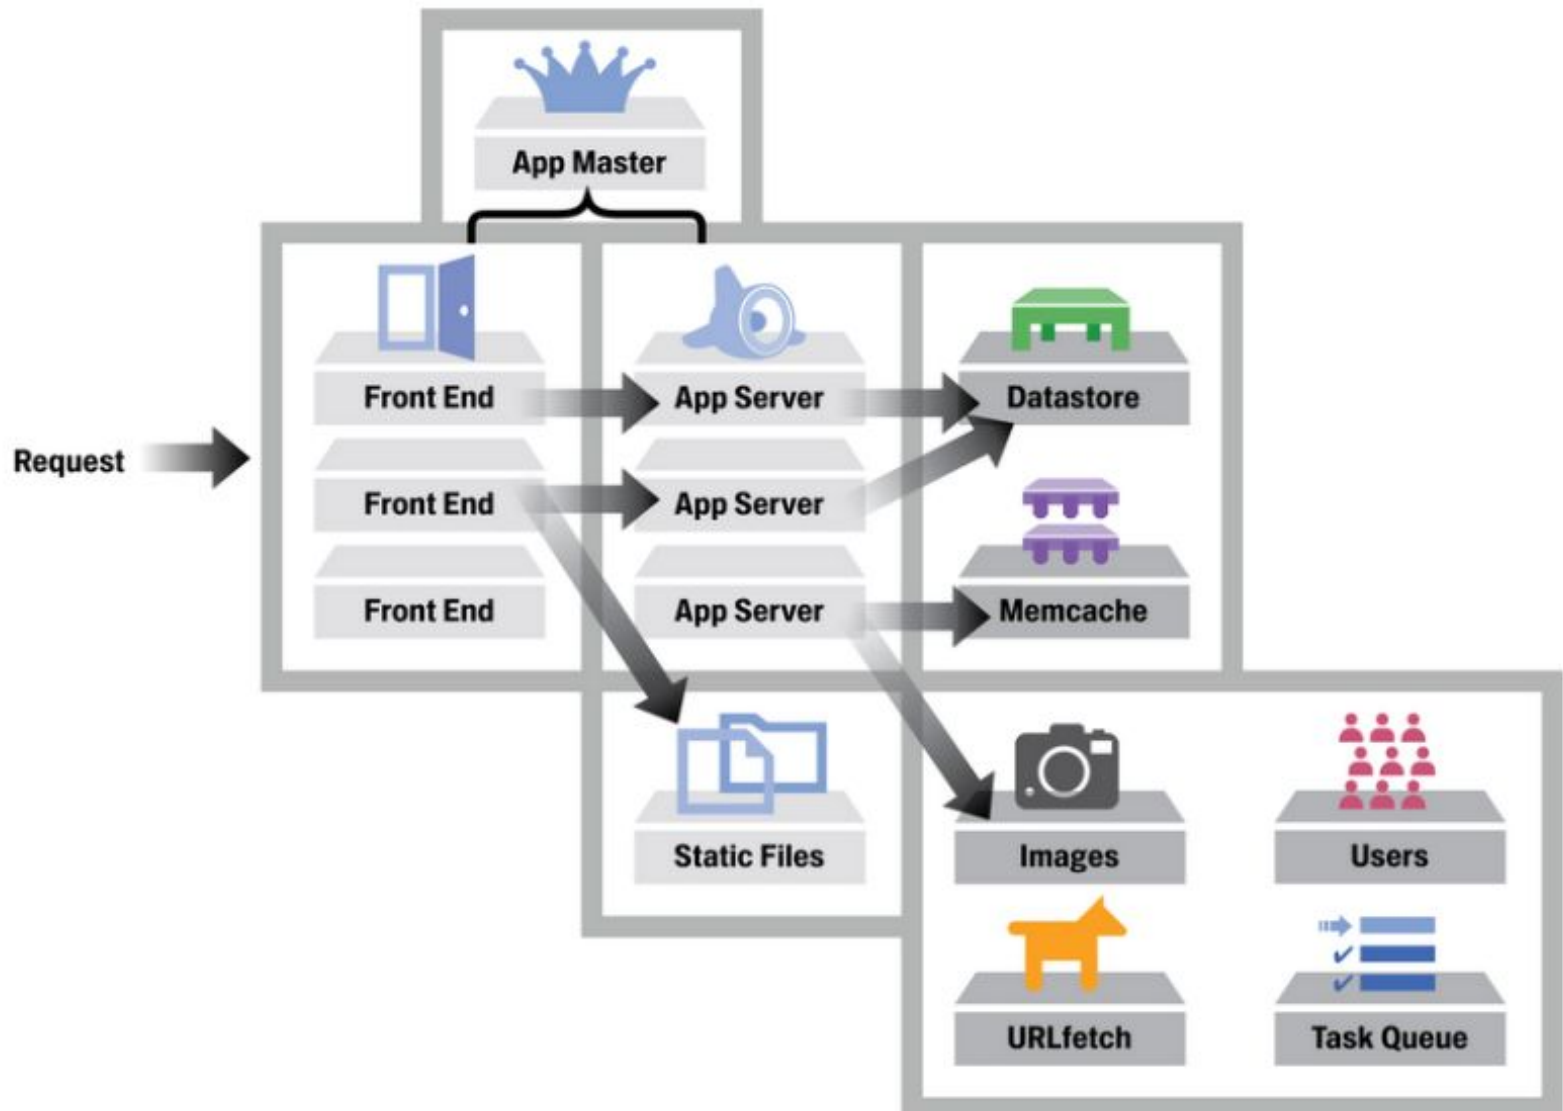 App Master
Front End
App Server
Datastore
Request
Front End
App Server
Front End
App Server
Memcache
Static Files
Images
Users
URLfetch
Task Queue